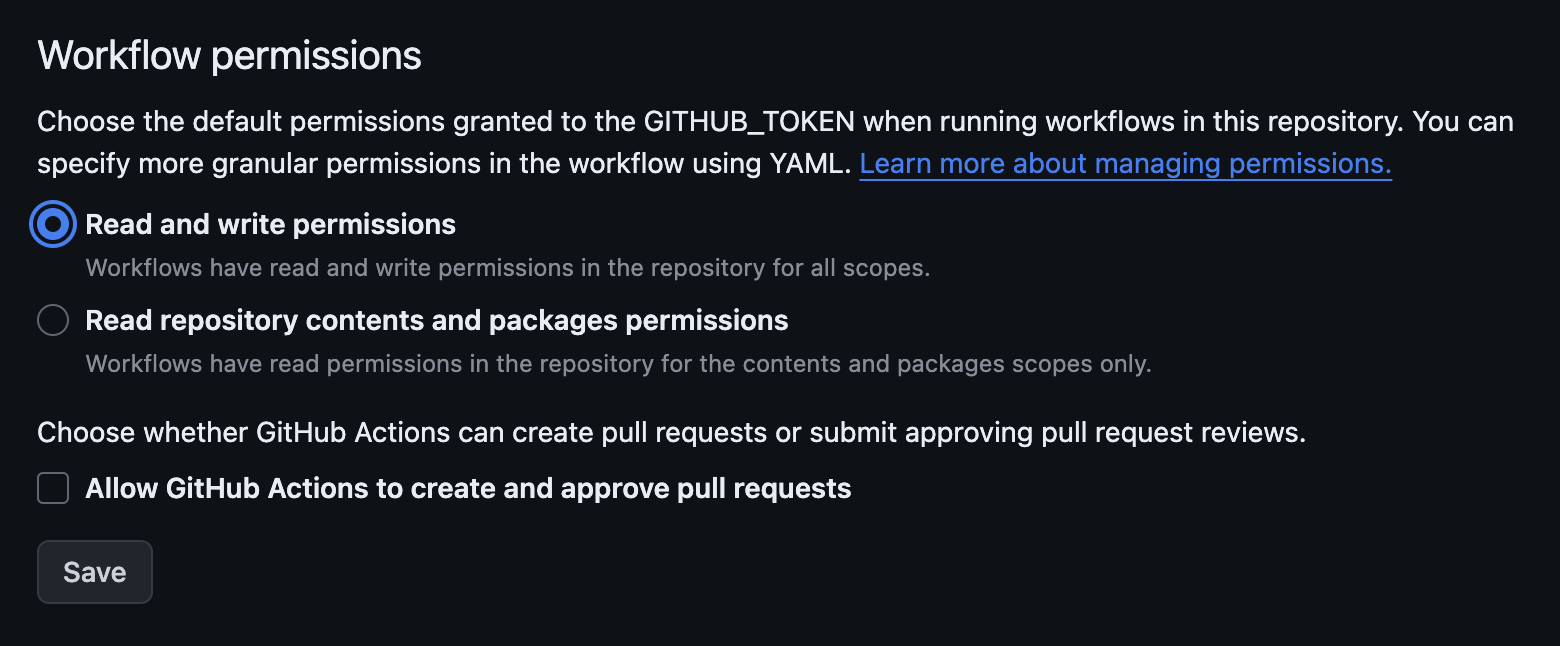 Workflow permissions
Choose the default permissions granted to the GITHUB_TOKEN when running workflows in this repository. You can
specify more granular permissions in the workflow using YAML. Learn more about managing permissions.
Read and write permissions
Workflows have read and write permissions in the repository for all scopes.
Read repository contents and packages permissions
Workflows have read permissions in the repository for the contents and packages scopes only.
Choose whether GitHub Actions can create pull requests or submit approving pull request reviews.
Allow GitHub Actions to create and approve pull requests
Save